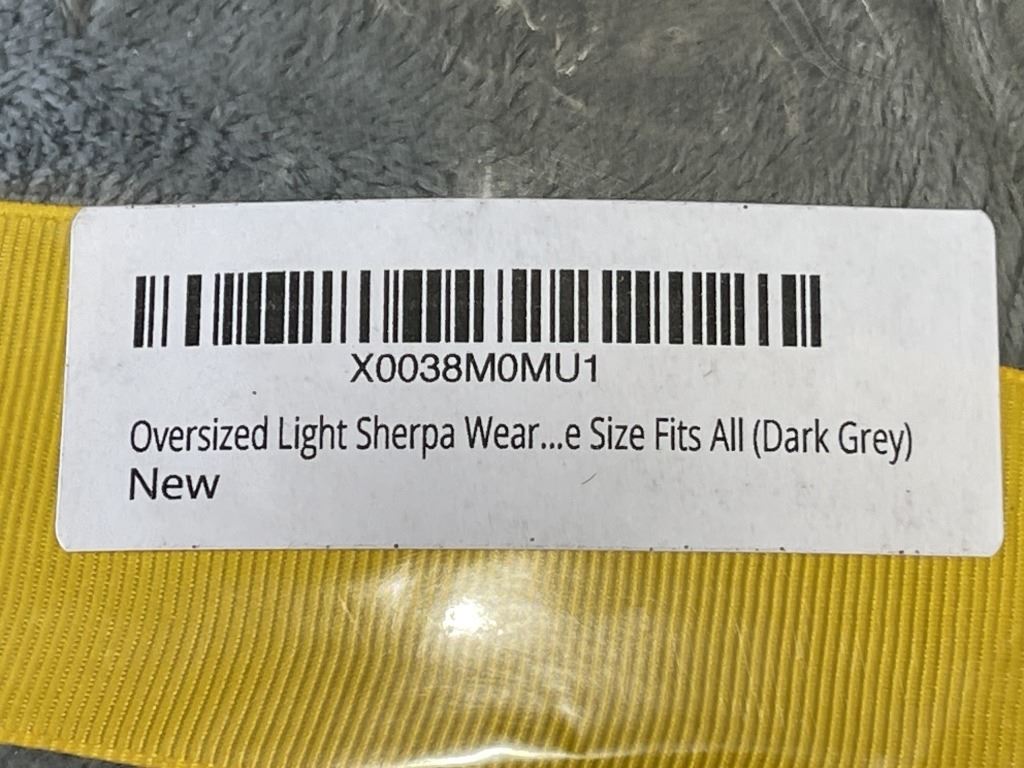 X0038M0MU1
Oversized Light Sherpa Wear...e Size Fits All (Dark Grey)
New